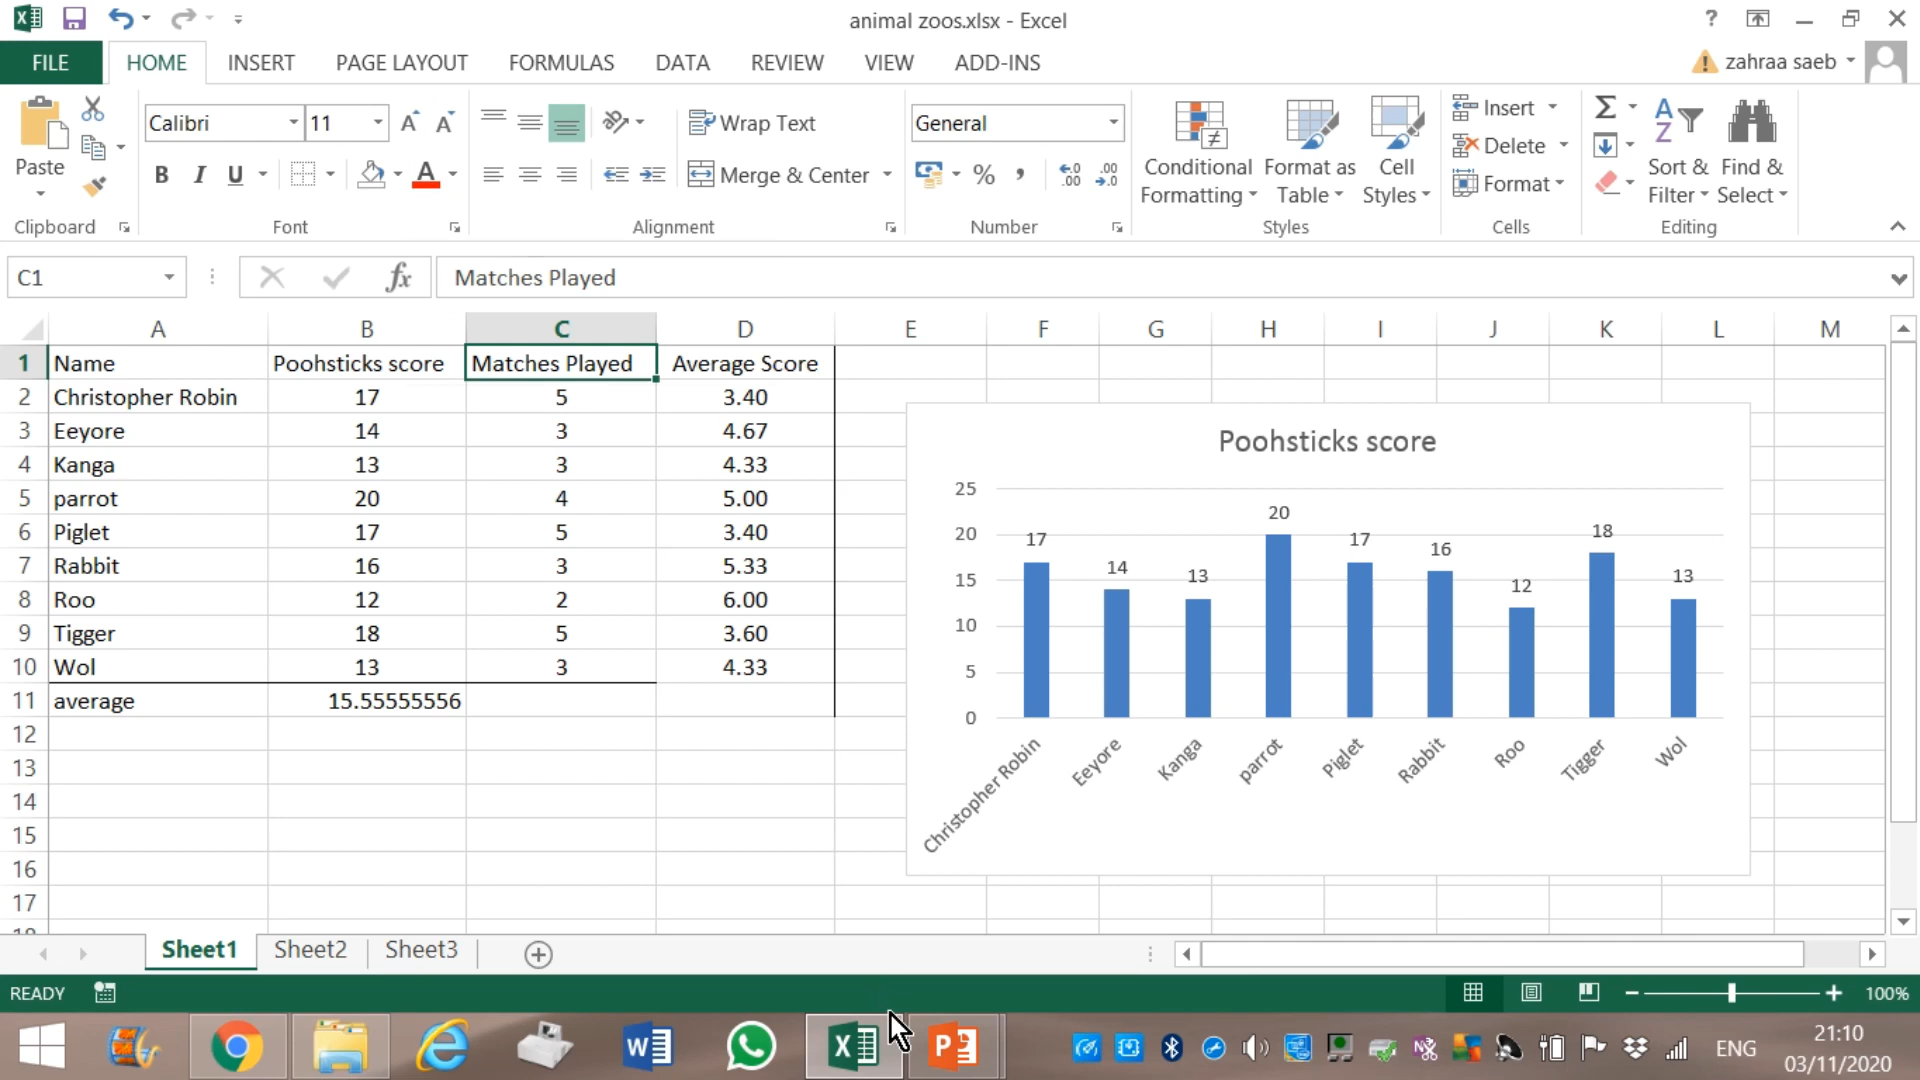 animal zoos.xlsx - Excel
?
FILE HOME INSERT PAGE LAYOUT FORMULAS DATA REVIEW VIEW ADD-INS
zahraa saeb
Paste
Calibri 11
B I U
Wrap Text
Merge & Center
General
% ,
Conditional Formatting
Format as Table
Cell Styles
Insert
Delete
Format
Sort & Filter
Find & Select
Clipboard Font Alignment Number Styles Cells Editing
C1 fx Matches Played
A B C D E F G H I J K L M
1 Name Poohsticks score Matches Played Average Score
2 Christopher Robin 17 5 3.40
3 Eeyore 14 3 4.67
4 Kanga 13 3 4.33
5 parrot 20 4 5.00
6 Piglet 17 5 3.40
7 Rabbit 16 3 5.33
8 Roo 12 2 6.00
9 Tigger 18 5 3.60
10 Wol 13 3 4.33
11 average 15.55555556
12
13
14
15
16
17
18
Poohsticks score
25
20
15
10
5
0
17 14 13 20 17 16 12 18 13
Christopher Robin Eeyore Kanga parrot Piglet Rabbit Roo Tigger Wol
Sheet1 Sheet2 Sheet3
READY 100%
ENG
21:10
03/11/2020